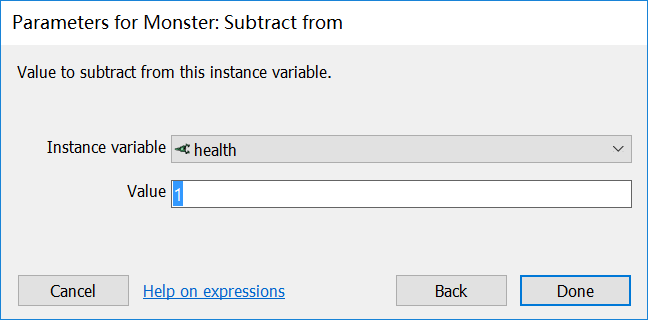 Parameters for Monster: Subtract from
Value to subtract from this instance variable.
Instance variable health
Value 1
Cancel Help on expressions Back Done